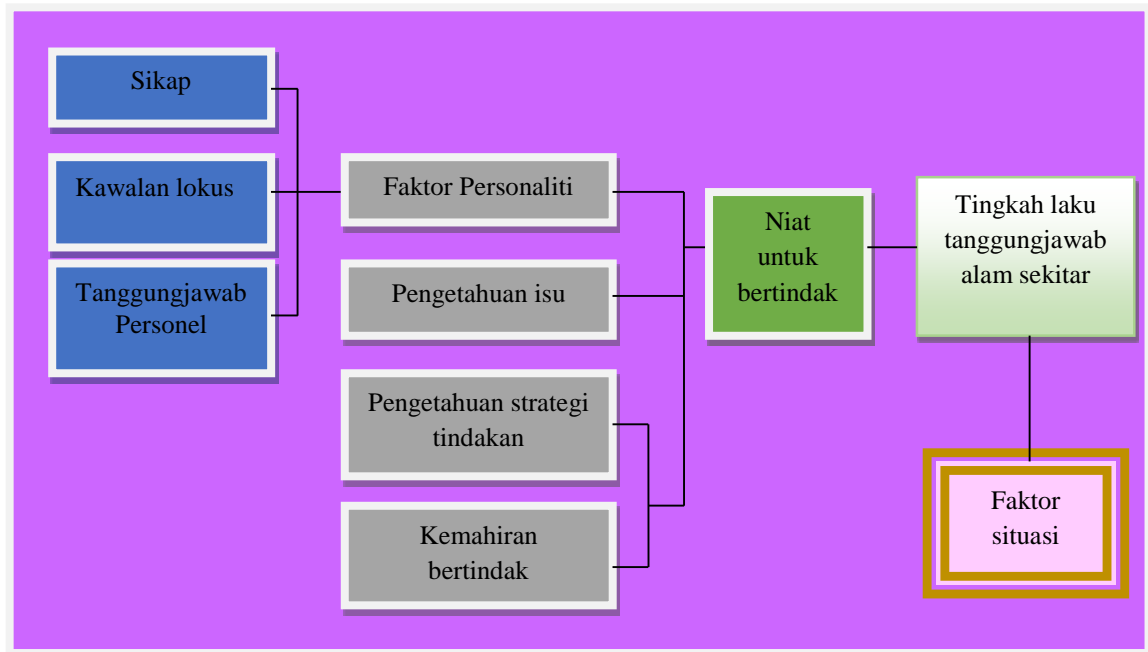 Sikap
Kawalan lokus
Tanggungjawab
Personel
Faktor Personaliti
Pengetahuan isu
Pengetahuan strategi
tindakan
Kemahiran
bertindak
Niat
untuk
bertindak
Tingkah laku
tanggungjawab
alam sekitar
Faktor
situasi